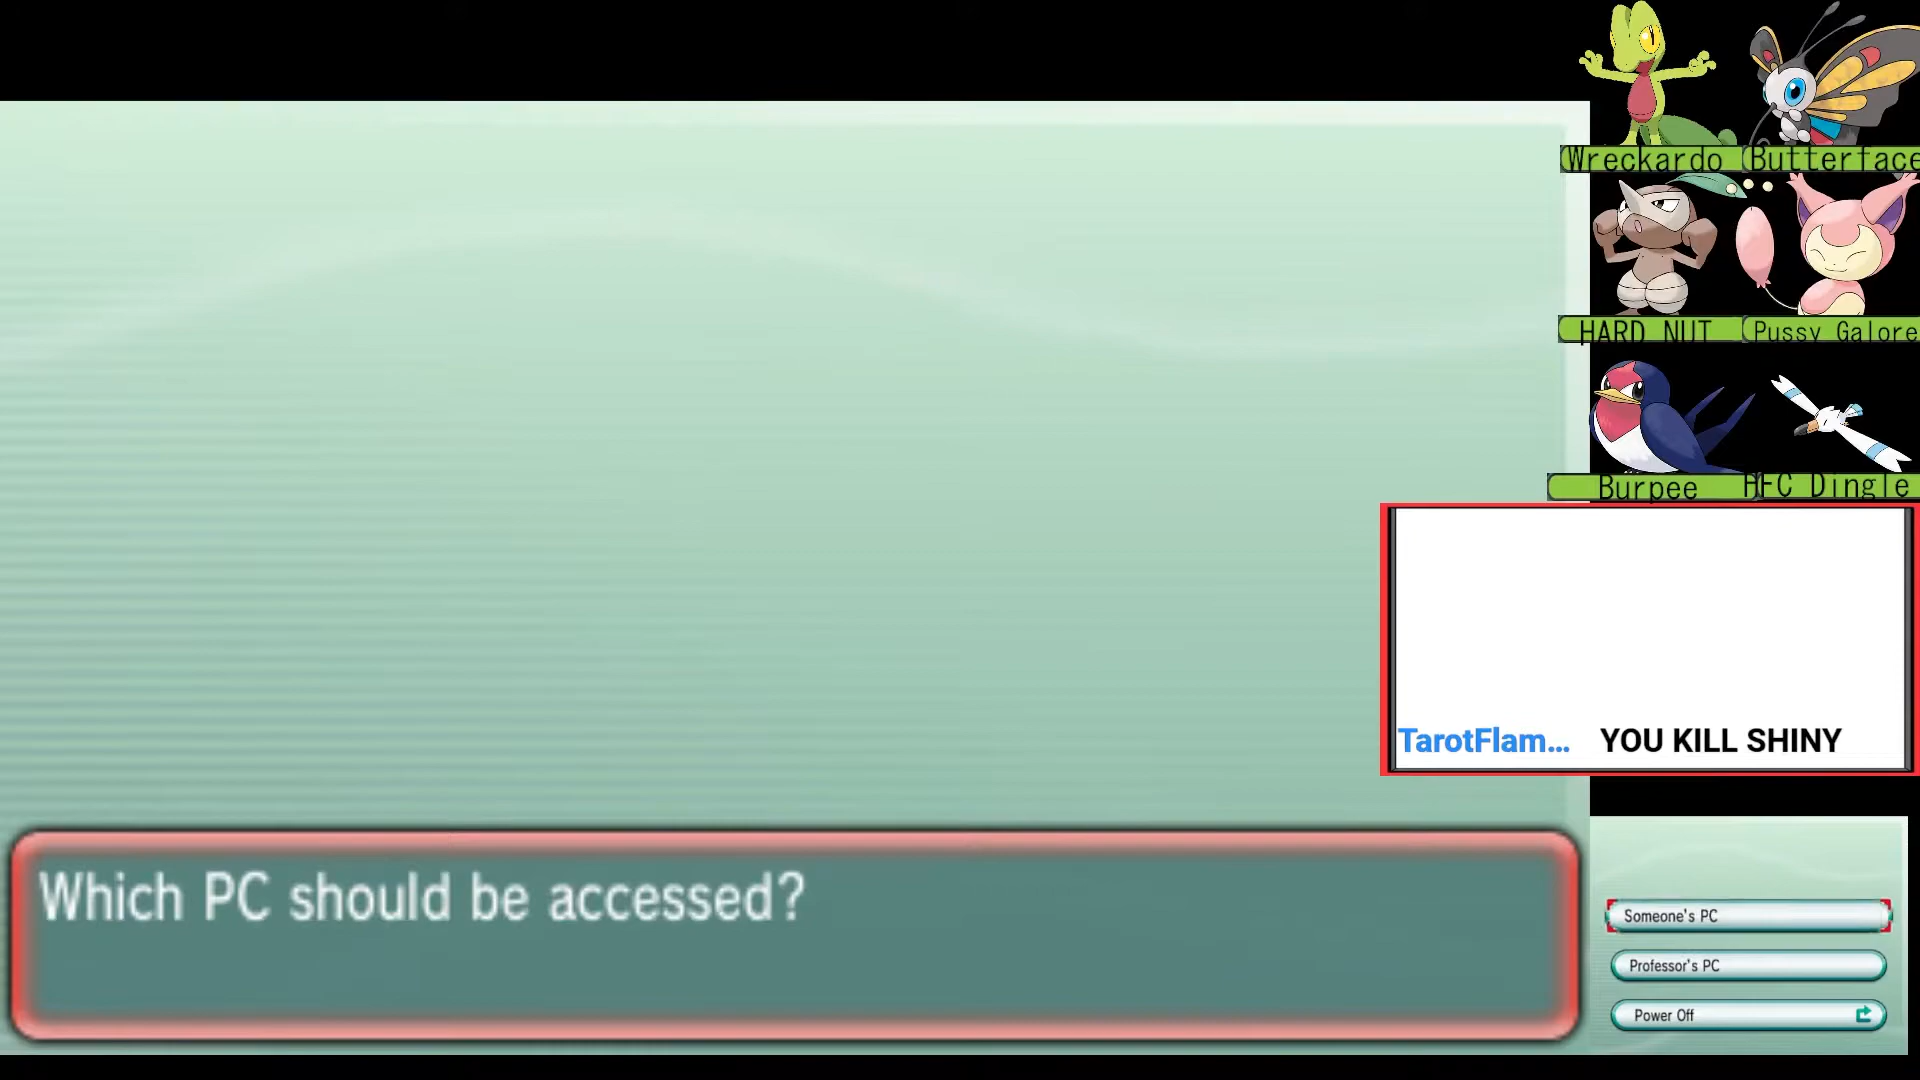 Wreckardo
Butterface
HARD NUT
Pussy Galore
Burpee
HFC Dingle
TarotFlam... YOU KILL SHINY
Which PC should be accessed?
Someone's PC
Professor's PC
Power Off